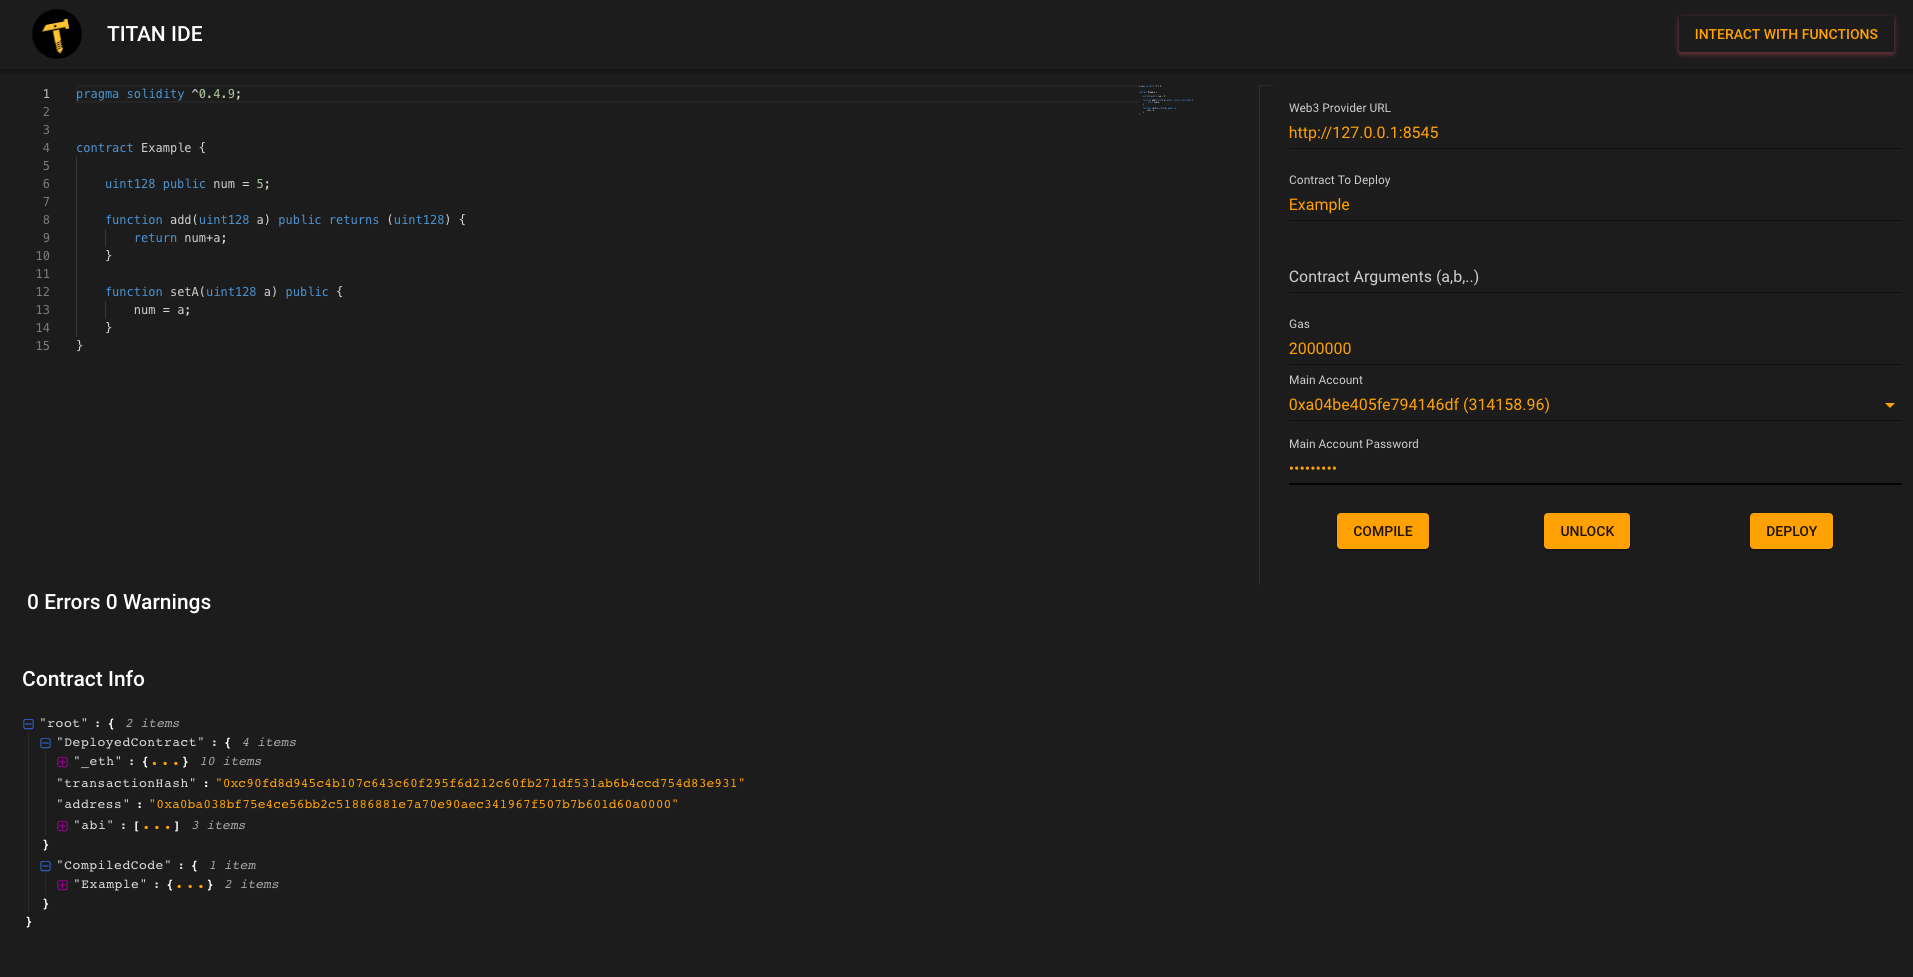 TITAN IDE
INTERACT WITH FUNCTIONS
1 pragma solidity ^0.4.9;
2
3
4 contract Example {
5
6 uint128 public num = 5;
7
8 function add(uint128 a) public returns (uint128) {
9 return num+a;
10 }
11
12 function setA(uint128 a) public {
13 num = a;
14 }
15 }
Web3 Provider URL
http://127.0.0.1:8545
Contract To Deploy
Example
Contract Arguments (a,b,..)
Gas
2000000
Main Account
0xa04be405fe794146df (314158.96)
Main Account Password
•••••••••
COMPILE
UNLOCK
DEPLOY
0 Errors 0 Warnings
Contract Info
"root" : { 2 items
"DeployedContract" : { 4 items
"_eth" : {...} 10 items
"transactionHash" : "0xc90fd8d945c4b107c643c60f295f6d212c60fb271df531ab6b4ccd754d83e931"
"address" : "0xa0ba038bf75e4ce56bb2c51886881e7a70e90aec341967f507b7b601d60a0000"
"abi" : [...] 3 items
}
"CompiledCode" : { 1 item
"Example" : {...} 2 items
}
}